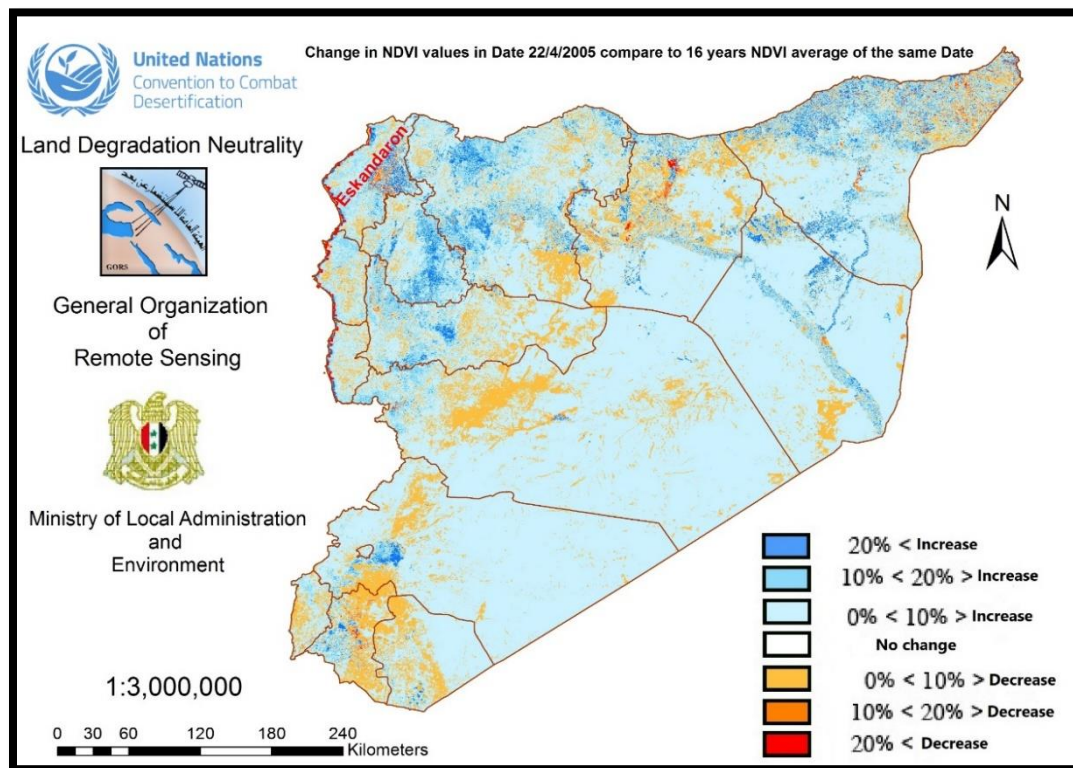 Change in NDVI values in Date 22/4/2005 compare to 16 years NDVI average of the same Date
United Nations
Convention to Combat
Desertification
Land Degradation Neutrality
GORS
General Organization
of
Remote Sensing
Ministry of Local Administration
and
Environment
1:3,000,000
0 30 60 120 180 240
Kilometers
Eskandaron
N
20% < Increase
10% < 20% > Increase
0% < 10% > Increase
No change
0% < 10% > Decrease
10% < 20% > Decrease
20% < Decrease